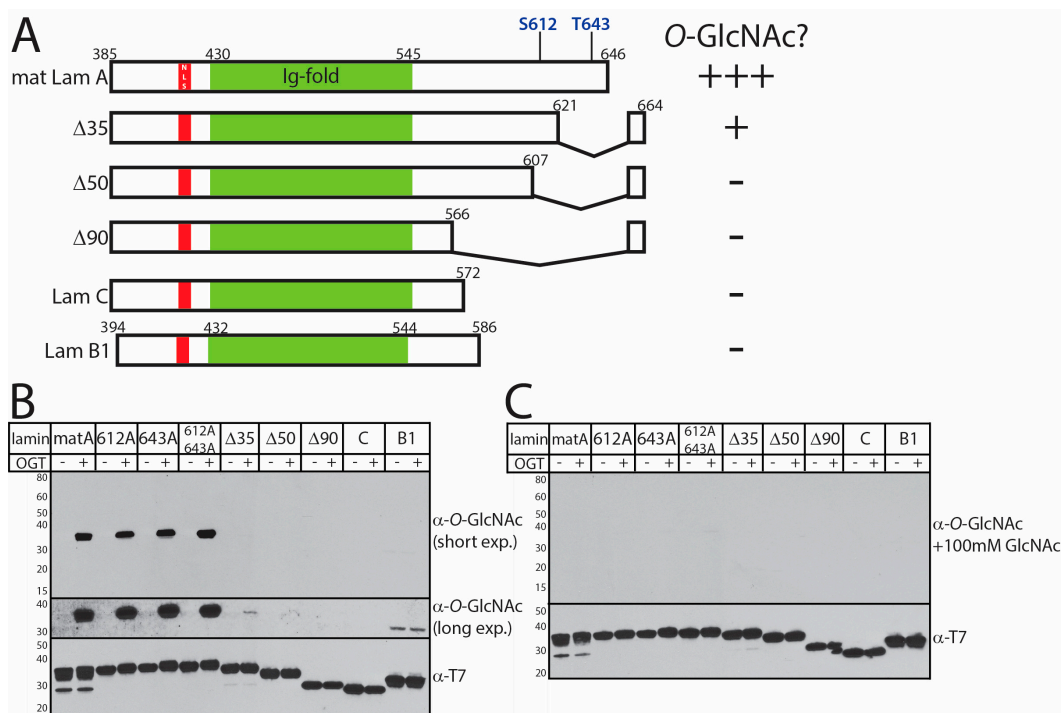 A
S612 T643
O-GlcNAc?
385 430 545 646
mat Lam A NLS Ig-fold +++
621 664
Δ35 +
607
Δ50 -
566
Δ90 -
572
Lam C -
394 432 544 586
Lam B1 -
B
lamin matA 612A 643A 612A 643A Δ35 Δ50 Δ90 C B1
OGT - + - + - + - + - + - + - + - + - +
80
60
50
40
30
20
15
α-O-GlcNAc
(short exp.)
40
30
α-O-GlcNAc
(long exp.)
50
40
30
20
α-T7
C
lamin matA 612A 643A 612A 643A Δ35 Δ50 Δ90 C B1
OGT - + - + - + - + - + - + - + - + - +
80
60
50
40
30
20
15
α-O-GlcNAc
+100mM GlcNAc
50
40
30
20
α-T7